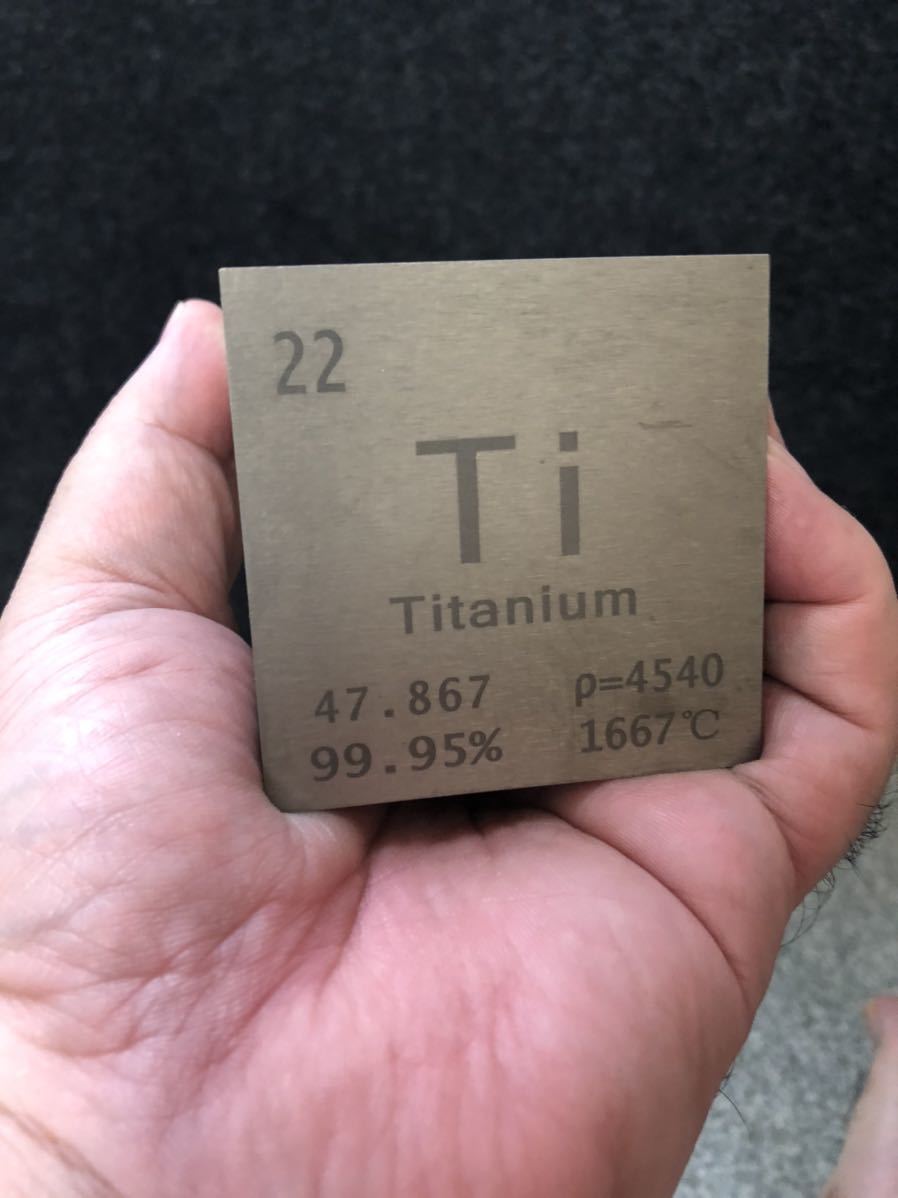 22
Ti
Titanium
47.867 ρ=4540
99.95% 1667℃